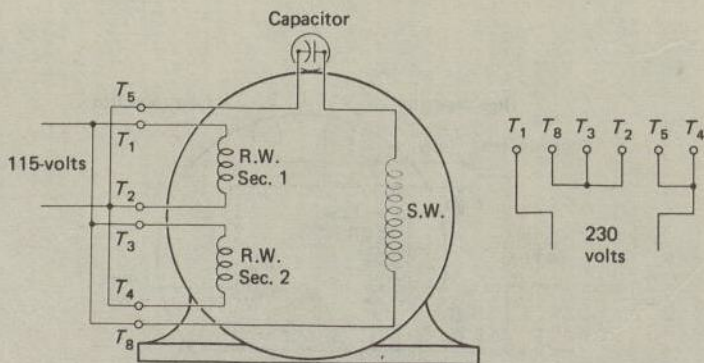 Capacitor
T5
T1
115-volts
R.W.
Sec. 1
T2
T3
S.W.
R.W.
Sec. 2
T4
T8
T1 T8 T3 T2 T5 T4
230
volts